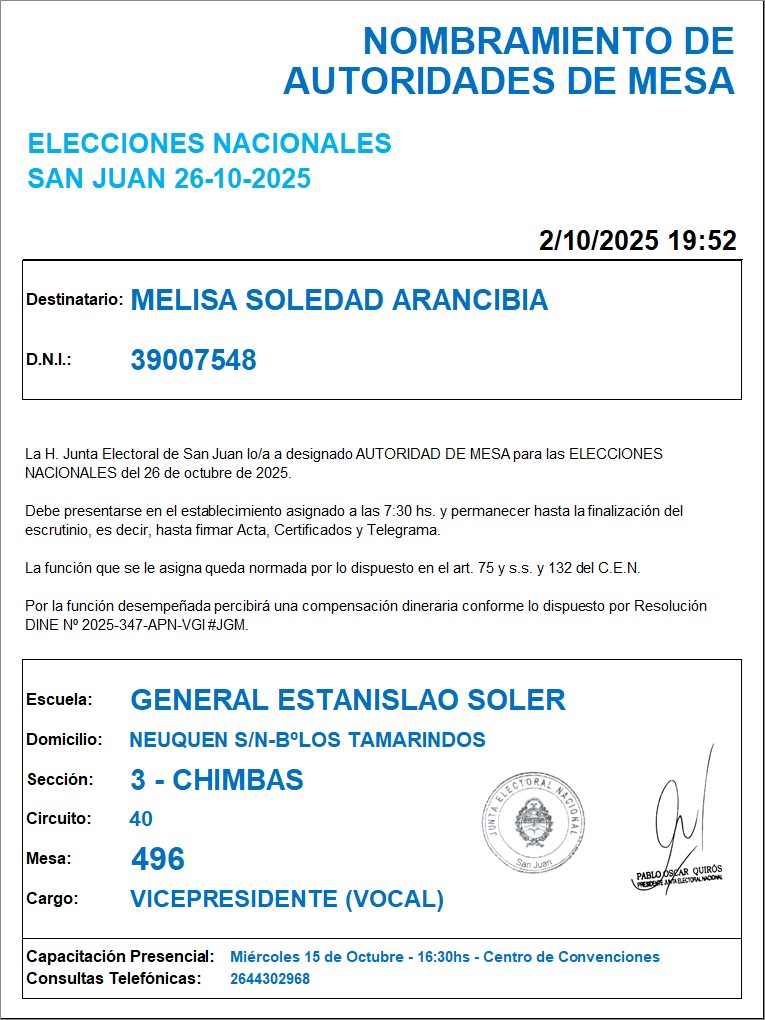 NOMBRAMIENTO DE
AUTORIDADES DE MESA
ELECCIONES NACIONALES
SAN JUAN 26-10-2025
2/10/2025 19:52
Destinatario: MELISA SOLEDAD ARANCIBIA
D.N.I.: 39007548
La H. Junta Electoral de San Juan lo/a a designado AUTORIDAD DE MESA para las ELECCIONES
NACIONALES del 26 de octubre de 2025.
Debe presentarse en el establecimiento asignado a las 7:30 hs. y permanecer hasta la finalización del
escrutinio, es decir, hasta firmar Acta, Certificados y Telegrama.
La función que se le asigna queda normada por lo dispuesto en el art. 75 y s.s. y 132 del C.E.N.
Por la función desempeñada percibirá una compensación dineraria conforme lo dispuesto por Resolución
DINE Nº 2025-347-APN-VGI#JGM.
Escuela: GENERAL ESTANISLAO SOLER
Domicilio: NEUQUEN S/N-BºLOS TAMARINDOS
Sección: 3 - CHIMBAS
Circuito: 40
Mesa: 496
Cargo: VICEPRESIDENTE (VOCAL)
JUNTA ELECTORAL NACIONAL
San Juan
PABLO OSCAR QUIRÓS
PRESIDENTE JUNTA ELECTORAL NACIONAL
Capacitación Presencial: Miércoles 15 de Octubre - 16:30hs - Centro de Convenciones
Consultas Telefónicas: 2644302968